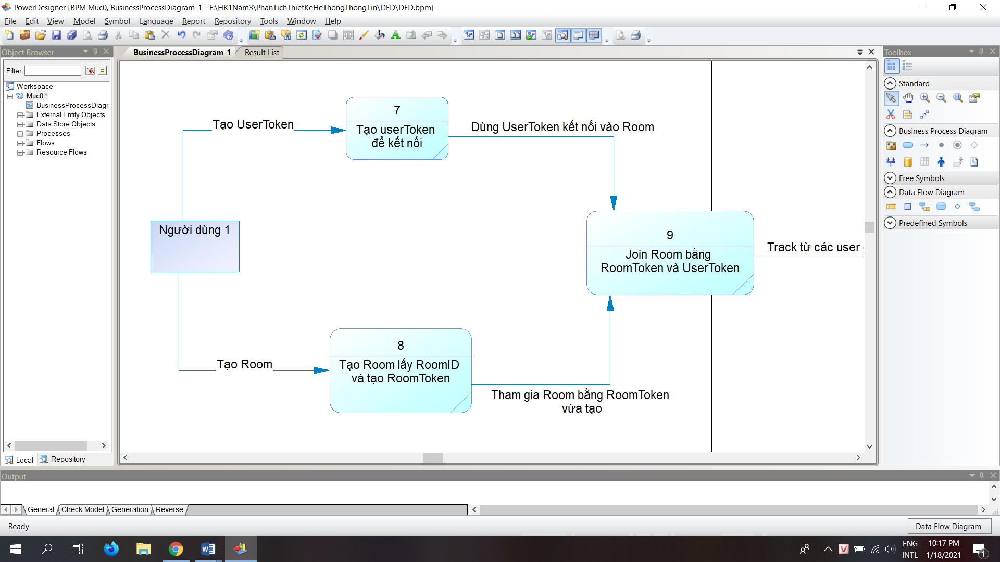 PowerDesigner [BPM Muc0, BusinessProcessDiagram_1 - F:\HK1Nam3\PhanTichThietKeHeThongThongTin\DFD\DFD.bpm]
File Edit View Model Symbol Language Report Repository Tools Window Help
Object Browser
BusinessProcessDiagram_1 Result List
Toolbox
Filter:
Workspace
Muc0 *
BusinessProcessDiagr
External Entity Objects
Data Store Objects
Processes
Flows
Resource Flows
Local Repository
7
Tạo UserToken
Tạo userToken
để kết nối
Dùng UserToken kết nối vào Room
Người dùng 1
9
Join Room bằng
RoomToken và UserToken
Track từ các user
8
Tạo Room
Tạo Room lấy RoomID
và tạo RoomToken
Tham gia Room bằng RoomToken
vừa tạo
Standard
Business Process Diagram
Free Symbols
Data Flow Diagram
Predefined Symbols
Output
General Check Model Generation Reverse
Ready
Data Flow Diagram
ENG
INTL
10:17 PM
1/18/2021
1